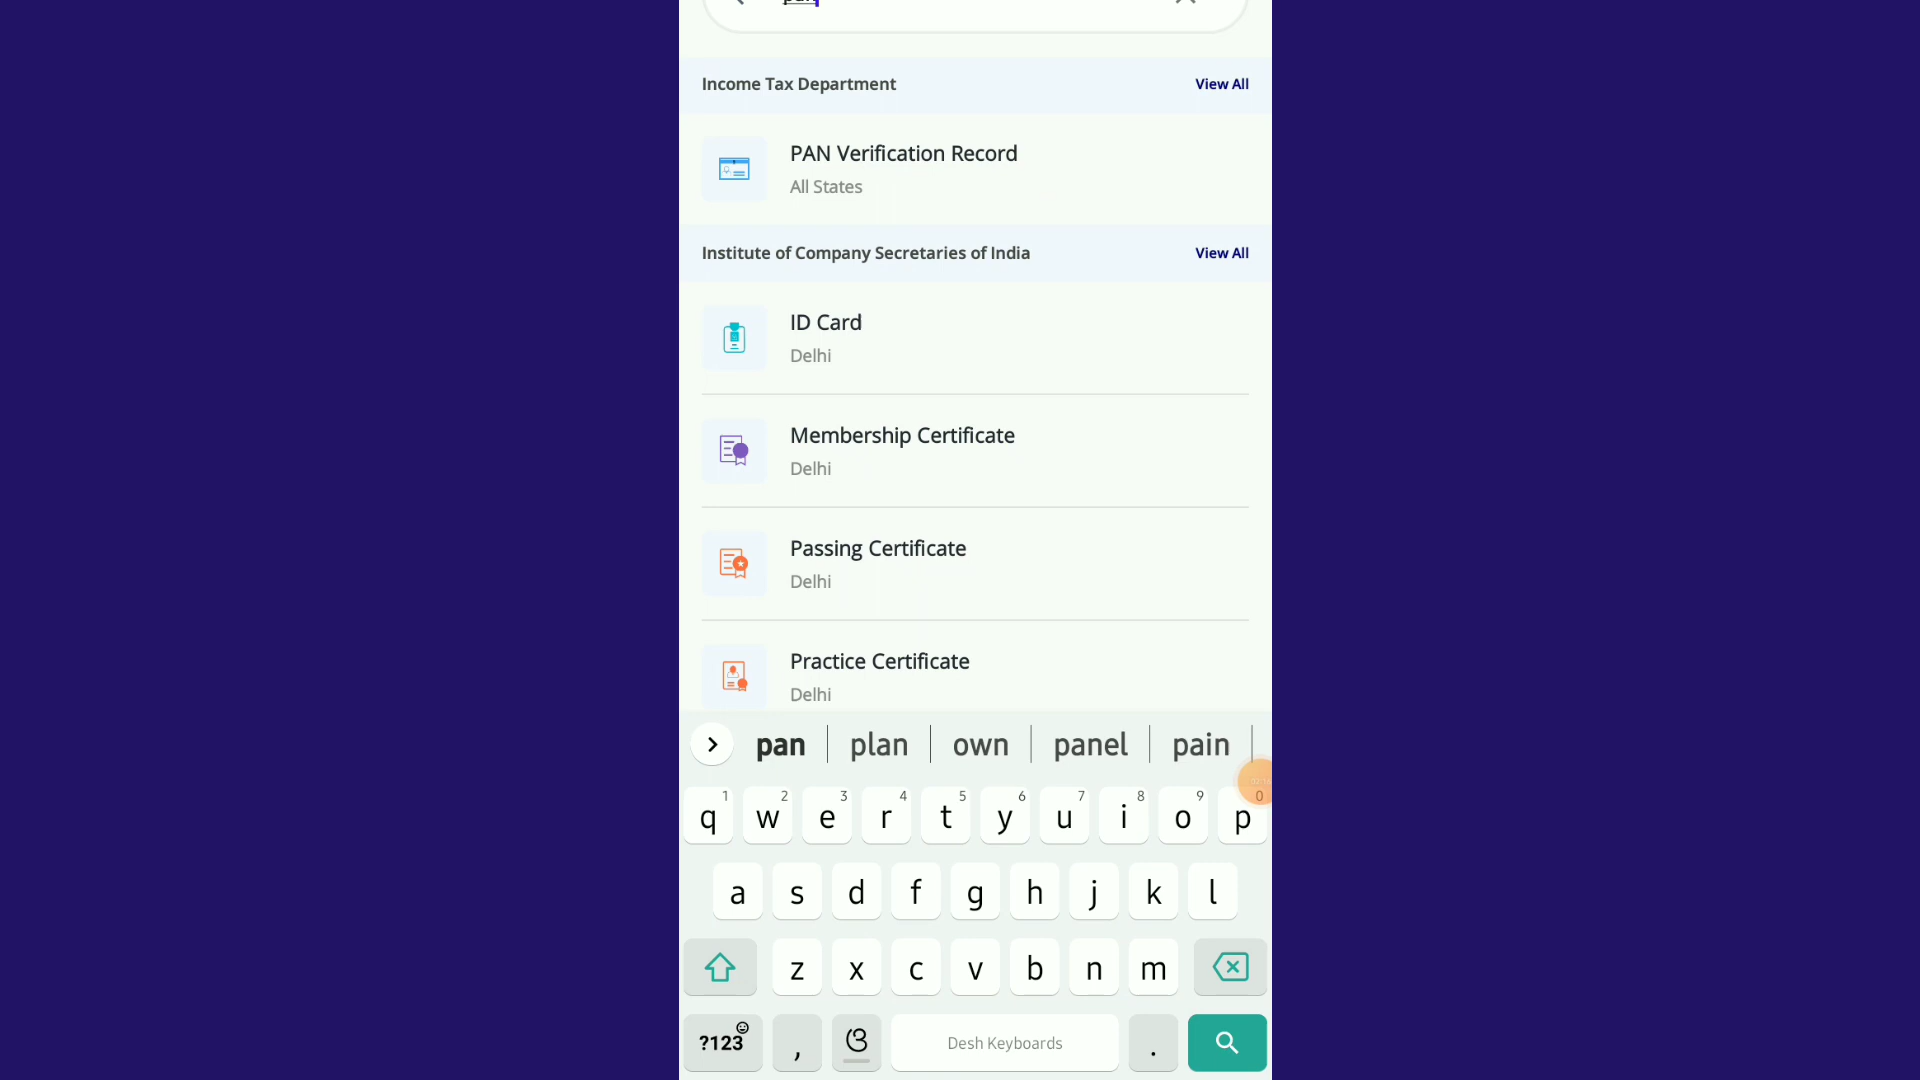 pan
Income Tax Department View All
PAN Verification Record
All States
Institute of Company Secretaries of India View All
ID Card
Delhi
Membership Certificate
Delhi
Passing Certificate
Delhi
Practice Certificate
Delhi
pan plan own panel pain
1 2 3 4 5 6 7 8 9 0
q w e r t y u i o p
a s d f g h j k l
z x c v b n m
?123 , . Desh Keyboards